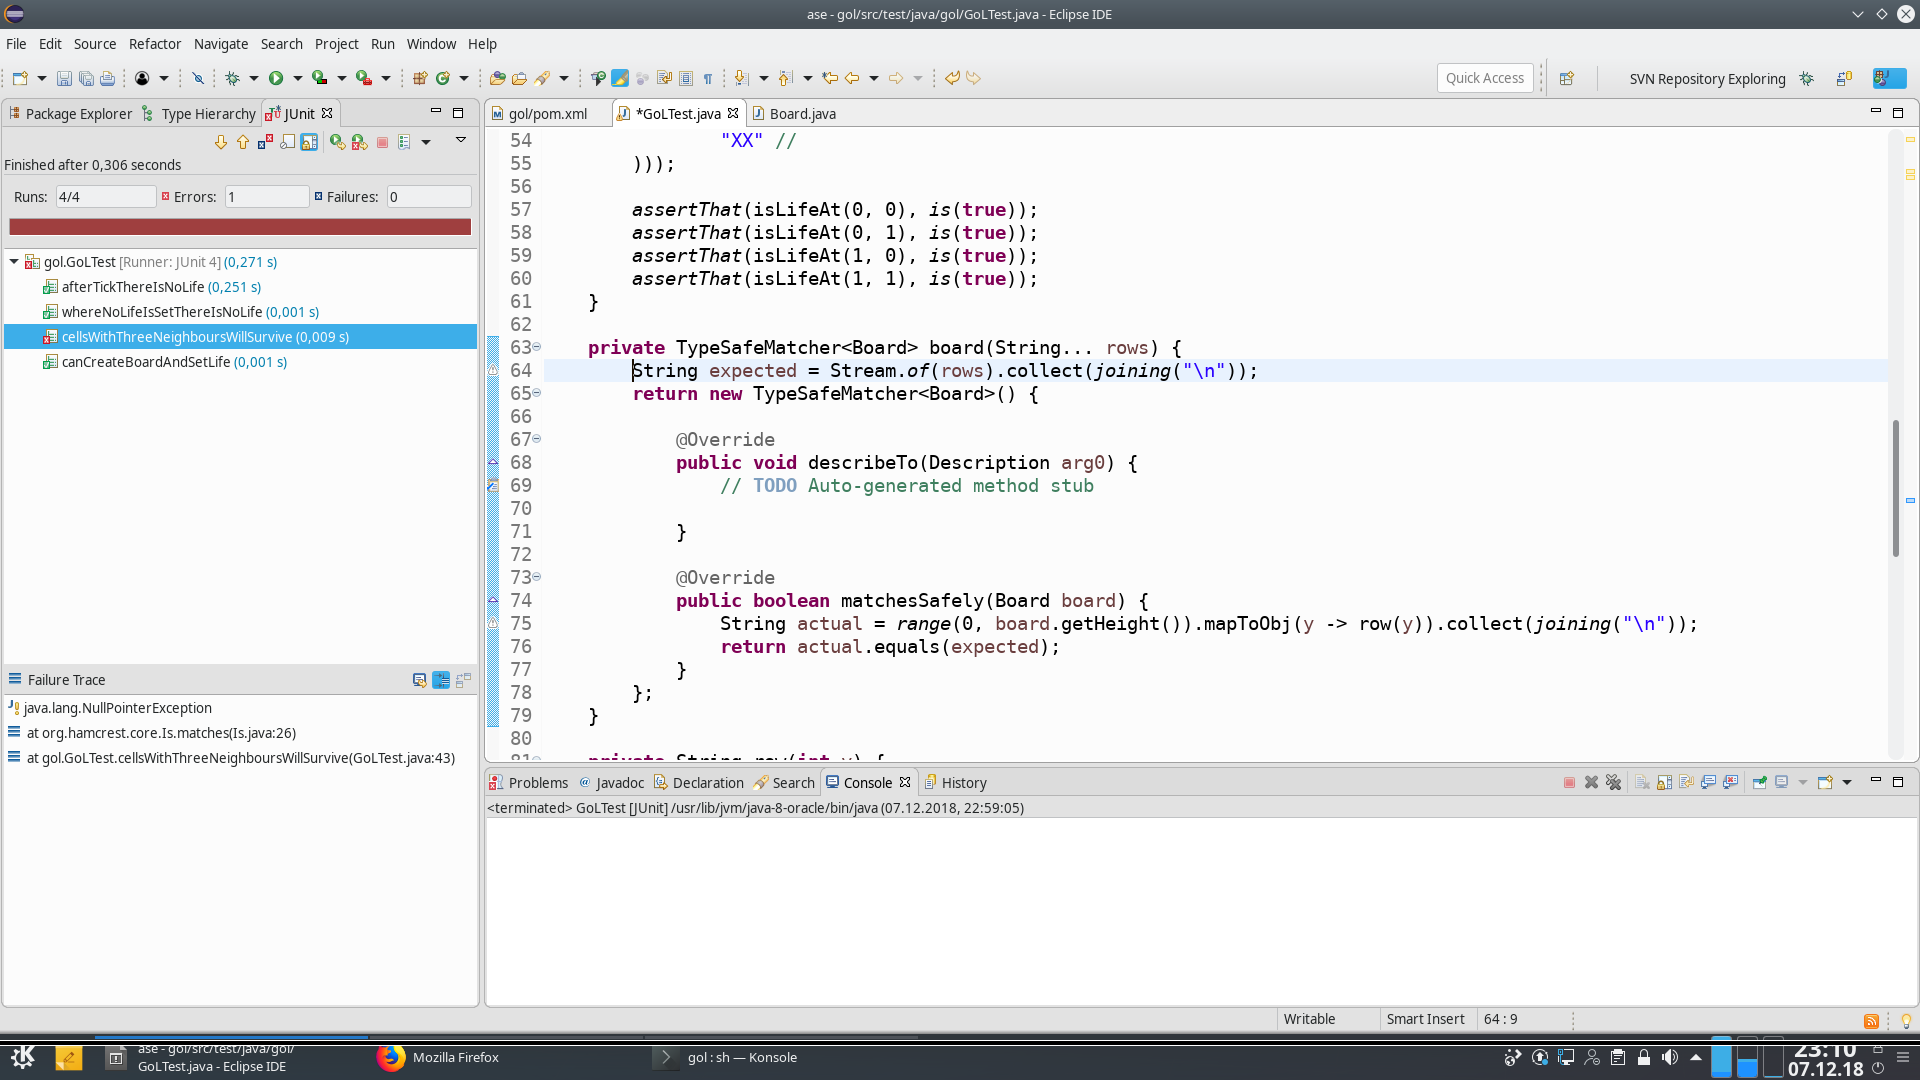 ase - gol/src/test/java/gol/GoLTest.java - Eclipse IDE
File Edit Source Refactor Navigate Search Project Run Window Help
Quick Access
SVN Repository Exploring
Package Explorer Type Hierarchy JUnit
Finished after 0,306 seconds
Runs: 4/4 Errors: 1 Failures: 0
gol.GoLTest [Runner: JUnit 4] (0,271 s)
afterTickThereIsNoLife (0,251 s)
whereNoLifeIsSetThereIsNoLife (0,001 s)
cellsWithThreeNeighboursWillSurvive (0,009 s)
canCreateBoardAndSetLife (0,001 s)
Failure Trace
java.lang.NullPointerException
at org.hamcrest.core.Is.matches(Is.java:26)
at gol.GoLTest.cellsWithThreeNeighboursWillSurvive(GoLTest.java:43)
gol/pom.xml *GoLTest.java Board.java
54 "XX" //
55 )));
56
57 assertThat(isLifeAt(0, 0), is(true));
58 assertThat(isLifeAt(0, 1), is(true));
59 assertThat(isLifeAt(1, 0), is(true));
60 assertThat(isLifeAt(1, 1), is(true));
61 }
62
63 private TypeSafeMatcher<Board> board(String... rows) {
64 String expected = Stream.of(rows).collect(joining("\n"));
65 return new TypeSafeMatcher<Board>() {
66
67 @Override
68 public void describeTo(Description arg0) {
69 // TODO Auto-generated method stub
70
71 }
72
73 @Override
74 public boolean matchesSafely(Board board) {
75 String actual = range(0, board.getHeight()).mapToObj(y -> row(y)).collect(joining("\n"));
76 return actual.equals(expected);
77 }
78 };
79 }
80
81 private String row(int y) {
Problems Javadoc Declaration Search Console History
<terminated> GoLTest [JUnit] /usr/lib/jvm/java-8-oracle/bin/java (07.12.2018, 22:59:05)
Writable Smart Insert 64 : 9
ase - gol/src/test/java/gol/
GoLTest.java - Eclipse IDE
Mozilla Firefox
gol : sh — Konsole
23:10
07.12.18